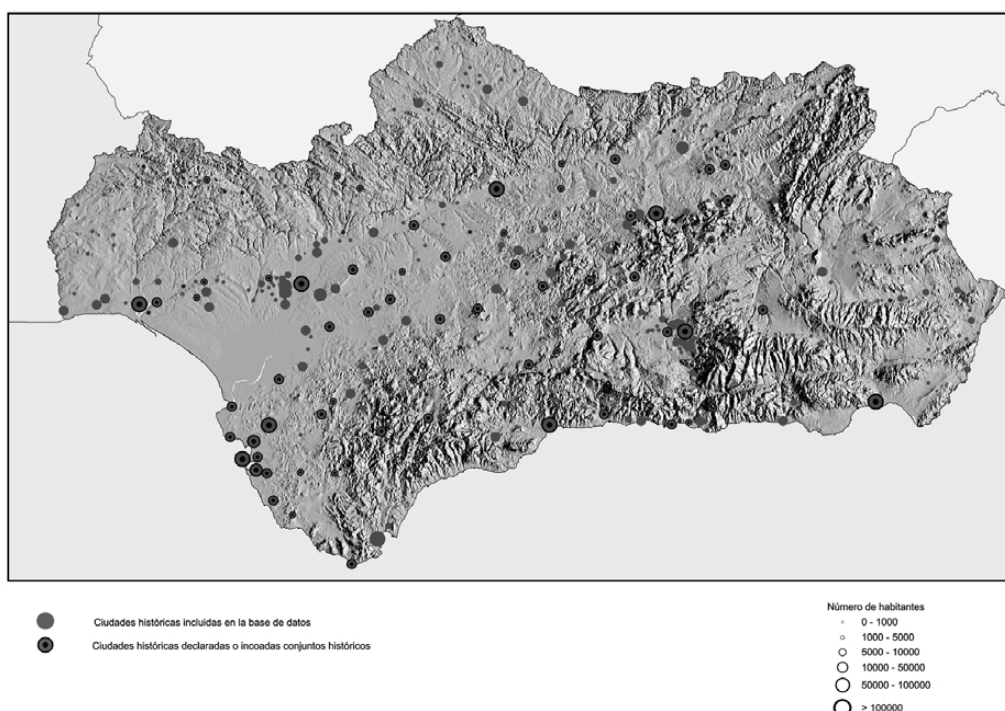 Ciudades históricas incluidas en la base de datos
Ciudades históricas declaradas o incoadas conjuntos históricos
Número de habitantes
0 - 1000
1000 - 5000
5000 - 10000
10000 - 50000
50000 - 100000
> 100000